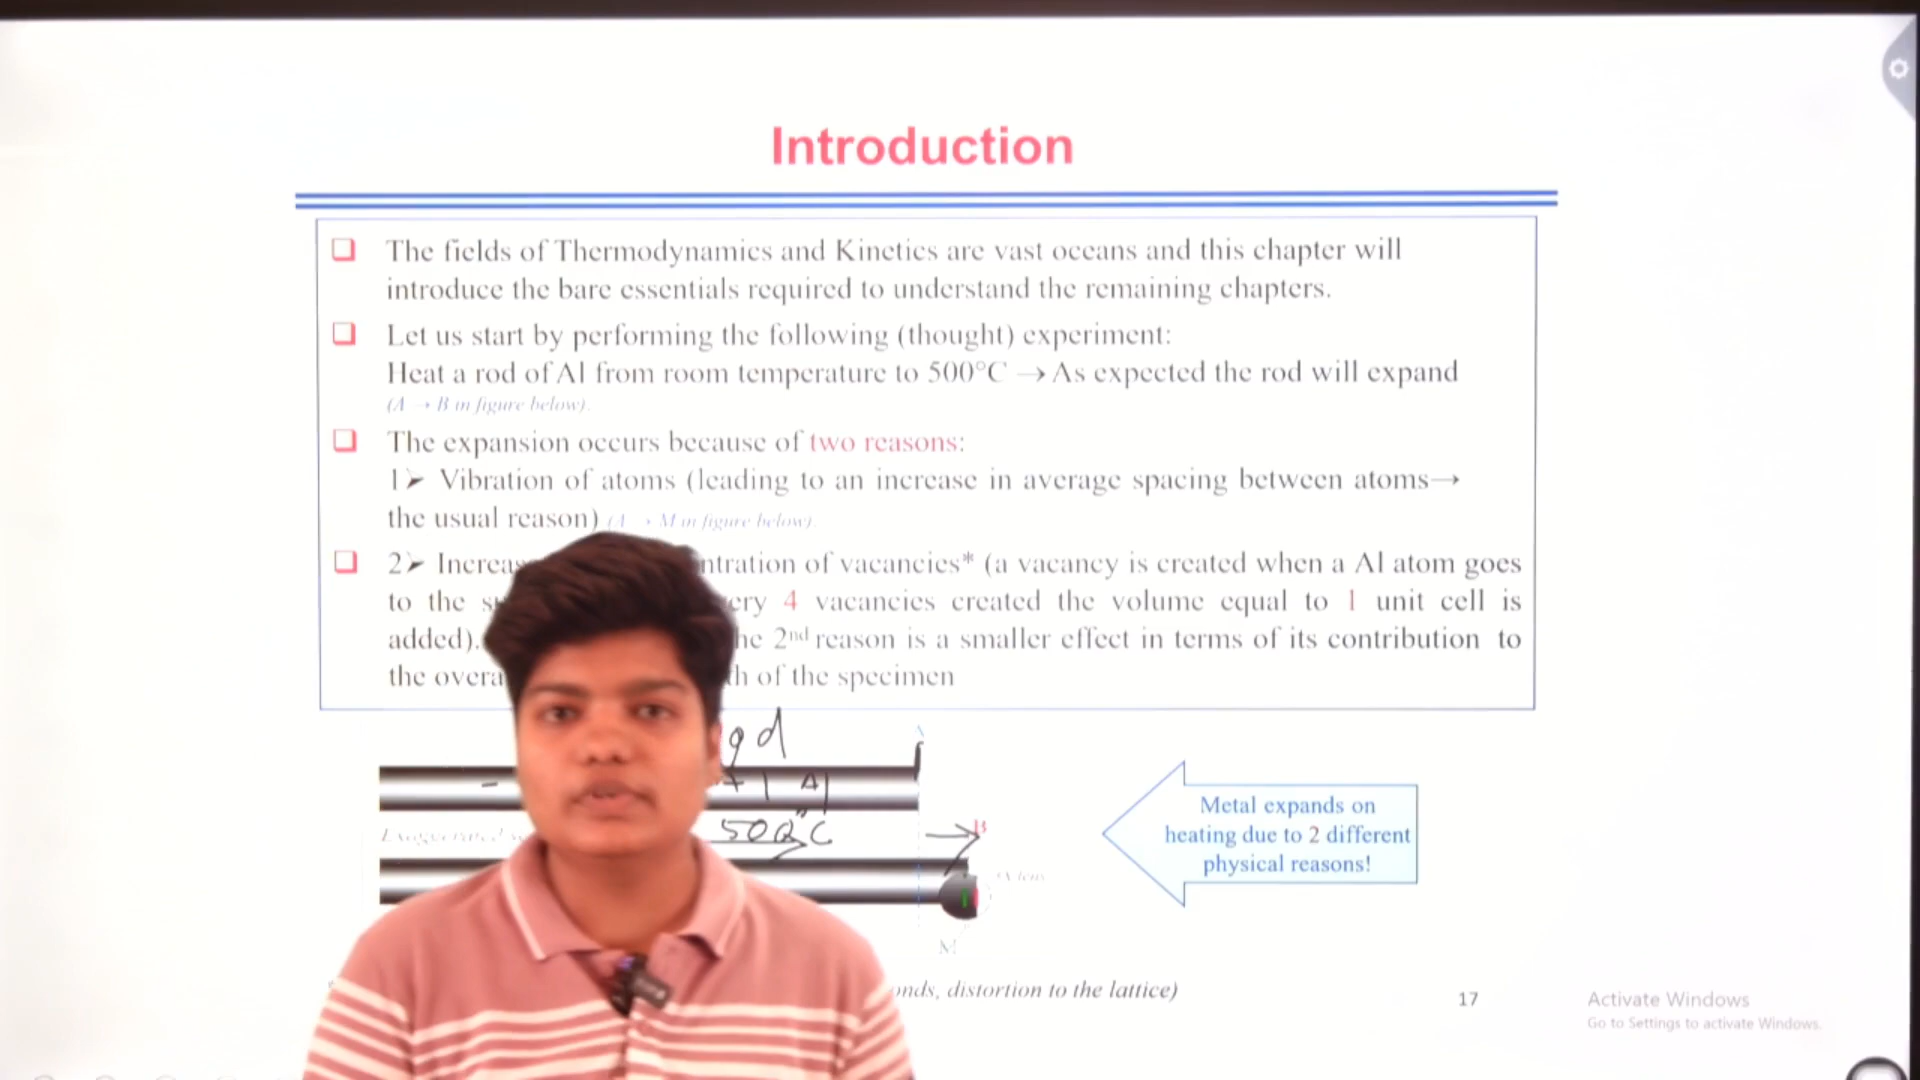 Introduction
❑ The fields of Thermodynamics and Kinetics are vast oceans and this chapter will
introduce the bare essentials required to understand the remaining chapters.
❑ Let us start by performing the following (thought) experiment:
Heat a rod of Al from room temperature to 500°C → As expected the rod will expand
(A → B in figure below).
❑ The expansion occurs because of two reasons:
1➢ Vibration of atoms (leading to an increase in average spacing between atoms→
the usual reason) (A → M in figure below).
❑ 2➢ Increas ntration of vacancies* (a vacancy is created when a Al atom goes
to the s ery 4 vacancies created the volume equal to 1 unit cell is
added). he 2nd reason is a smaller effect in terms of its contribution to
the overa h of the specimen
Al
500°C
B
Metal expands on
heating due to 2 different
physical reasons!
M
onds, distortion to the lattice)
17
Activate Windows
Go to Settings to activate Windows.